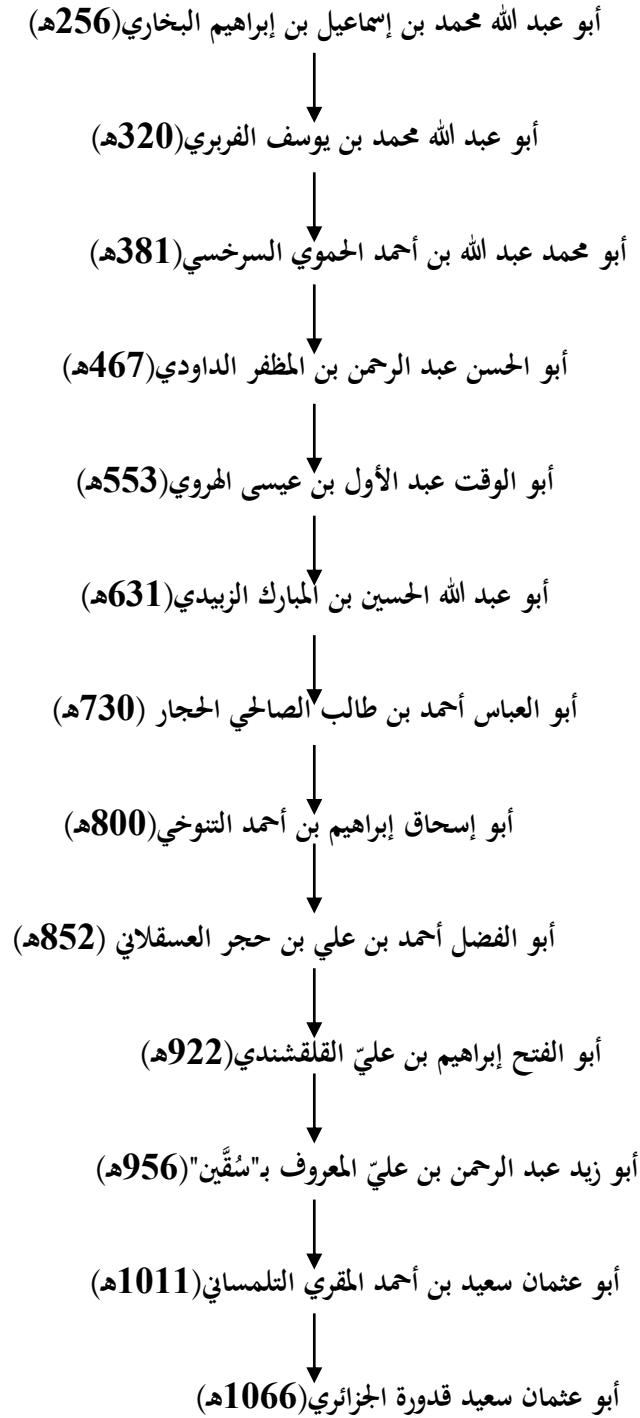 أبو عبد الله محمد بن إسماعيل بن إبراهيم البخاري(256هـ)
أبو عبد الله محمد بن يوسف الفربري(320هـ)
أبو محمد عبد الله بن أحمد الحموي السرخسي(381هـ)
أبو الحسن عبد الرحمن بن المظفر الداودي(467هـ)
أبو الوقت عبد الأول بن عيسى الهروي(553هـ)
أبو عبد الله الحسين بن المبارك الزبيدي(631هـ)
أبو العباس أحمد بن طالب الصالحي الحجار (730هـ)
أبو إسحاق إبراهيم بن أحمد التنوخي(800هـ)
أبو الفضل أحمد بن علي بن حجر العسقلاني (852هـ)
أبو الفتح إبراهيم بن عليّ القلقشندي(922هـ)
أبو زيد عبد الرحمن بن عليّ المعروف بـ"سُقَّين"(956هـ)
أبو عثمان سعيد بن أحمد المقري التلمساني(1011هـ)
أبو عثمان سعيد قدورة الجزائري(1066هـ)